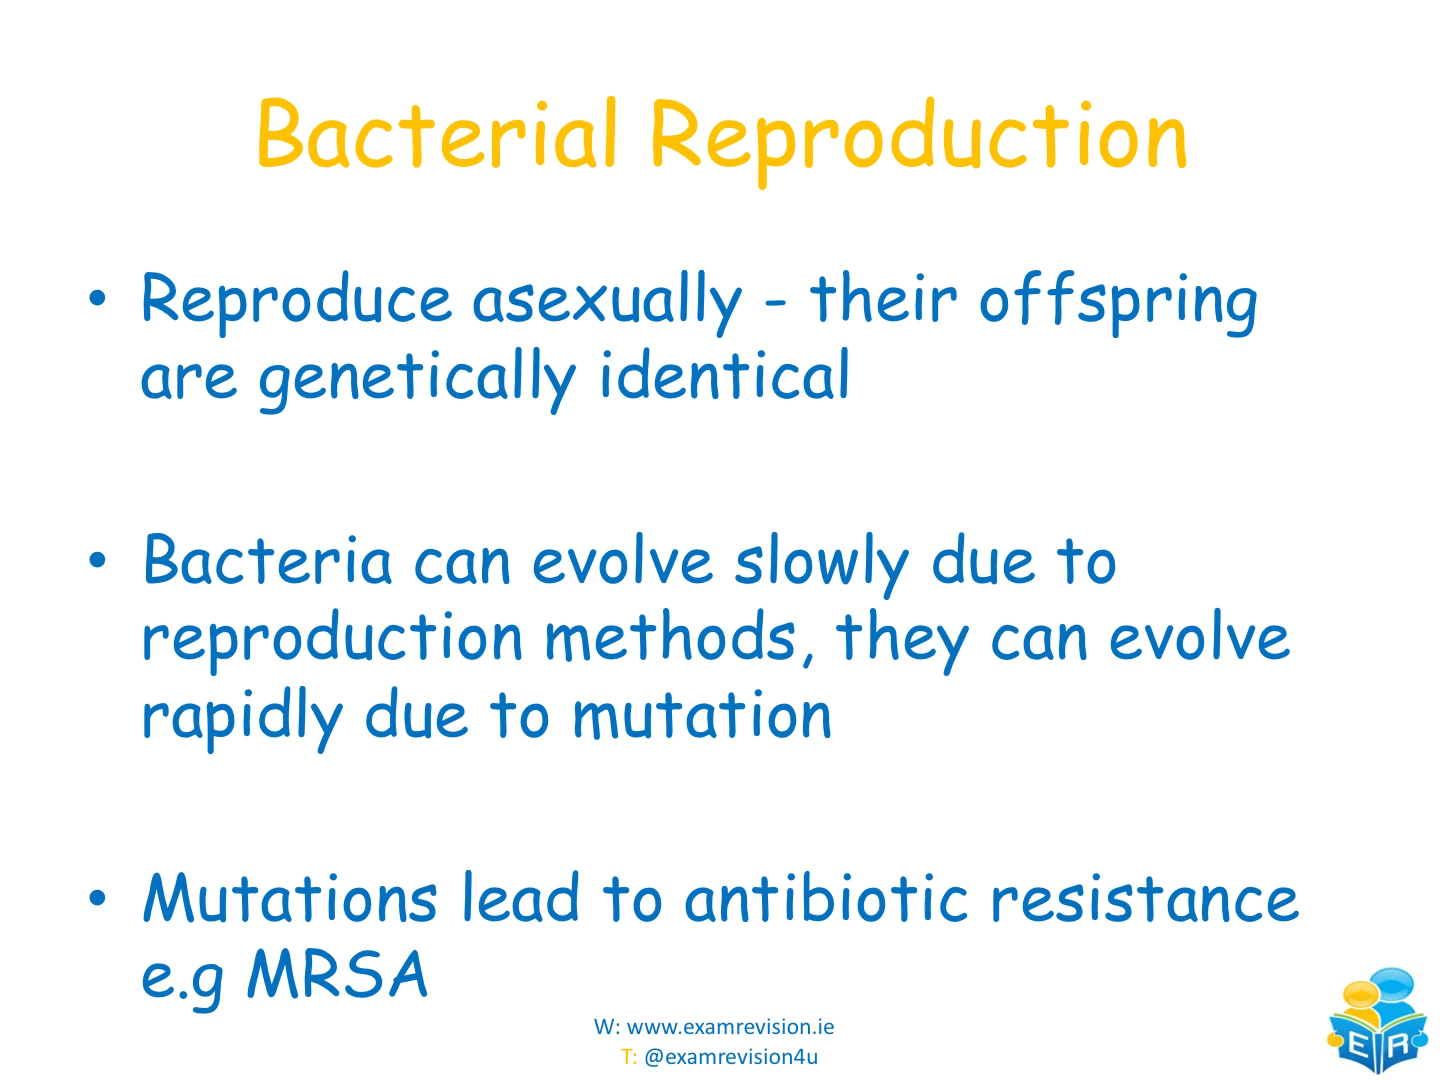 Bacterial Reproduction
• Reproduce asexually - their offspring
are genetically identical
• Bacteria can evolve slowly due to
reproduction methods, they can evolve
rapidly due to mutation
• Mutations lead to antibiotic resistance
e.g MRSA
W: www.examrevision.ie
T: @examrevision4u
E R